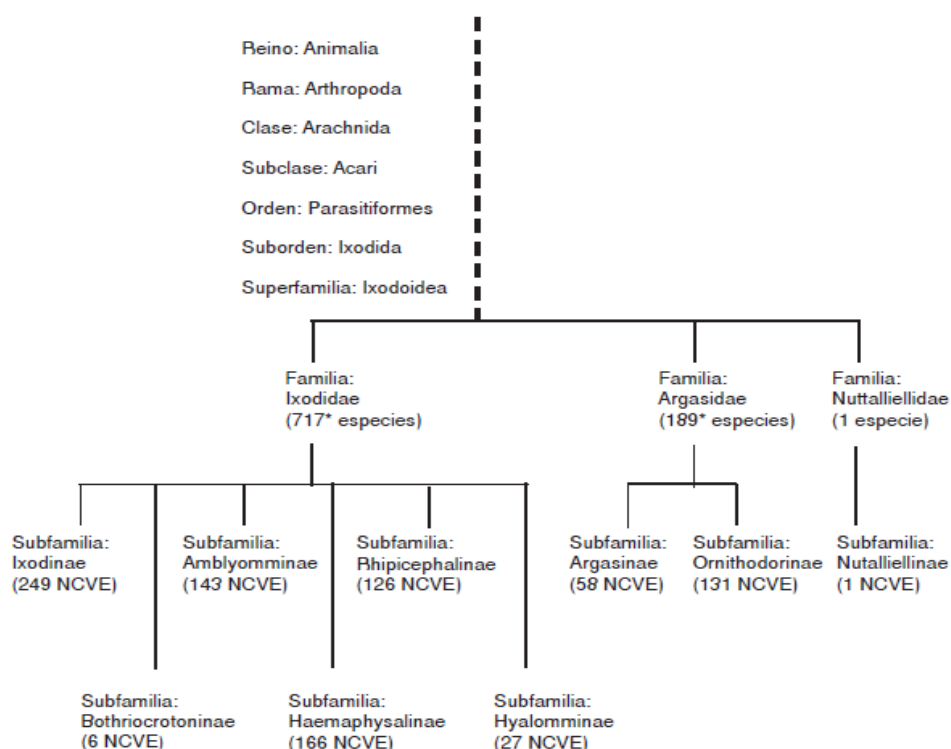 Reino: Animalia
Rama: Arthropoda
Clase: Arachnida
Subclase: Acari
Orden: Parasitiformes
Suborden: Ixodida
Superfamilia: Ixodoidea
Familia:
Ixodidae
(717* especies)
Familia:
Argasidae
(189* especies)
Familia:
Nuttalliellidae
(1 especie)
Subfamilia:
Ixodinae
(249 NCVE)
Subfamilia:
Amblyomminae
(143 NCVE)
Subfamilia:
Rhipicephalinae
(126 NCVE)
Subfamilia:
Argasinae
(58 NCVE)
Subfamilia:
Ornithodorinae
(131 NCVE)
Subfamilia:
Nutalliellinae
(1 NCVE)
Subfamilia:
Bothriocrotoninae
(6 NCVE)
Subfamilia:
Haemaphysalinae
(166 NCVE)
Subfamilia:
Hyalomminae
(27 NCVE)